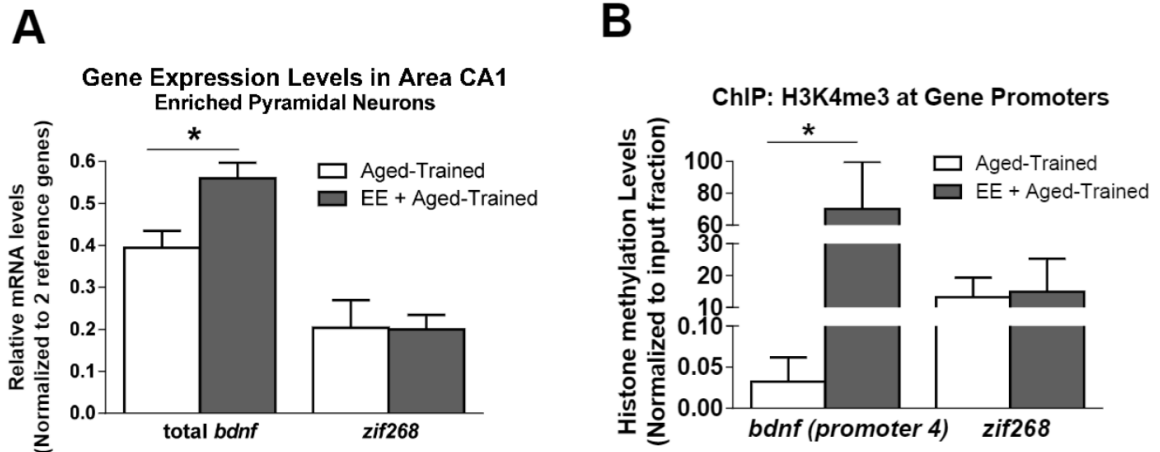 A
Gene Expression Levels in Area CA1
Enriched Pyramidal Neurons
Relative mRNA levels
(Normalized to 2 reference genes)
*
0.6
0.5
0.4
0.3
0.2
0.1
0.0
Aged-Trained
EE + Aged-Trained
total bdnf
zif268
B
ChIP: H3K4me3 at Gene Promoters
Histone methylation Levels
(Normalized to input fraction)
*
100
80
60
30
20
10
0.10
0.05
0.00
Aged-Trained
EE + Aged-Trained
bdnf (promoter 4)
zif268